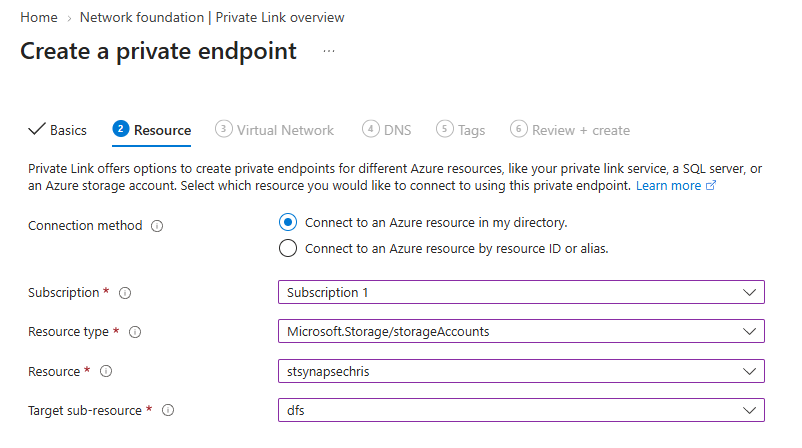 Home > Network foundation | Private Link overview
Create a private endpoint ...
Basics 2 Resource 3 Virtual Network 4 DNS 5 Tags 6 Review + create
Private Link offers options to create private endpoints for different Azure resources, like your private link service, a SQL server, or
an Azure storage account. Select which resource you would like to connect to using this private endpoint. Learn more
Connection method Connect to an Azure resource in my directory.
Connect to an Azure resource by resource ID or alias.
Subscription * Subscription 1
Resource type * Microsoft.Storage/storageAccounts
Resource * stsynapsechris
Target sub-resource * dfs